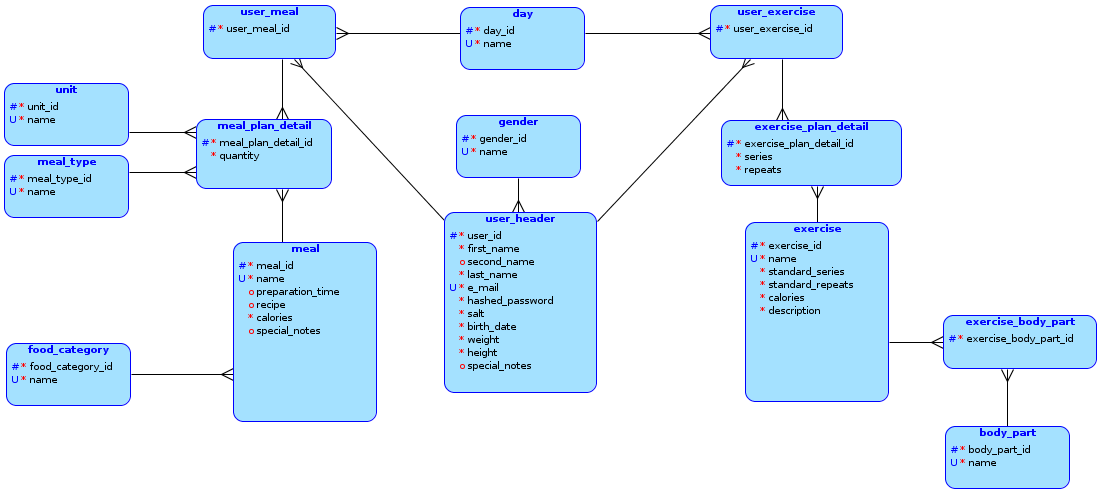 user_meal
#* user_meal_id
day
#* day_id
U* name
user_exercise
#* user_exercise_id
unit
#* unit_id
U* name
meal_plan_detail
#* meal_plan_detail_id
* quantity
gender
#* gender_id
U* name
exercise_plan_detail
#* exercise_plan_detail_id
* series
* repeats
meal_type
#* meal_type_id
U* name
user_header
#* user_id
* first_name
o second_name
* last_name
U* e_mail
* hashed_password
* salt
* birth_date
* weight
* height
o special_notes
meal
#* meal_id
U* name
o preparation_time
o recipe
* calories
o special_notes
exercise
#* exercise_id
U* name
* standard_series
* standard_repeats
* calories
* description
food_category
#* food_category_id
U* name
exercise_body_part
#* exercise_body_part_id
body_part
#* body_part_id
U* name